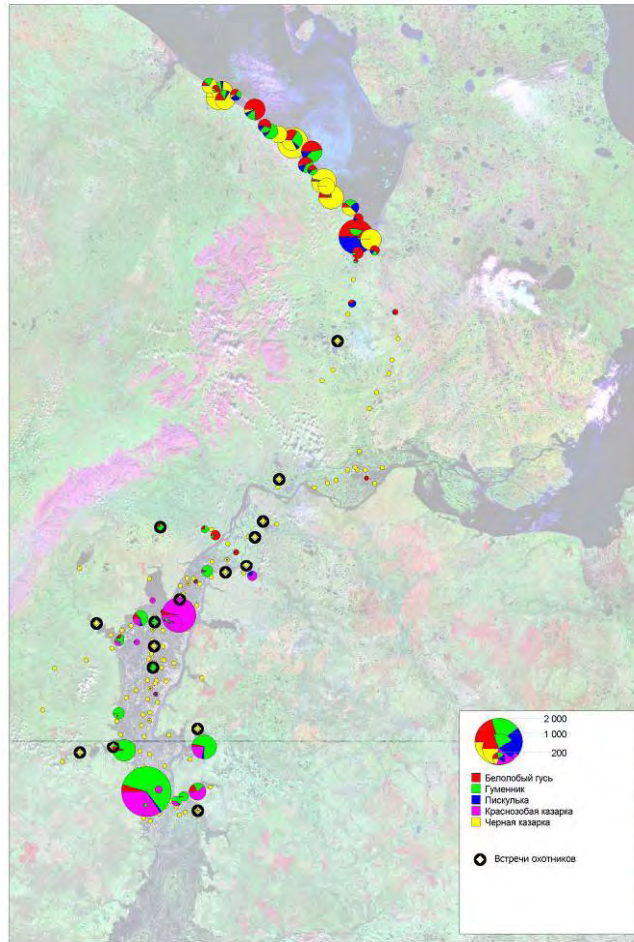 2 000
1 000
200
Белолобый гусь
Гуменник
Пискулька
Краснозобая казарка
Черная казарка
Встречи охотников